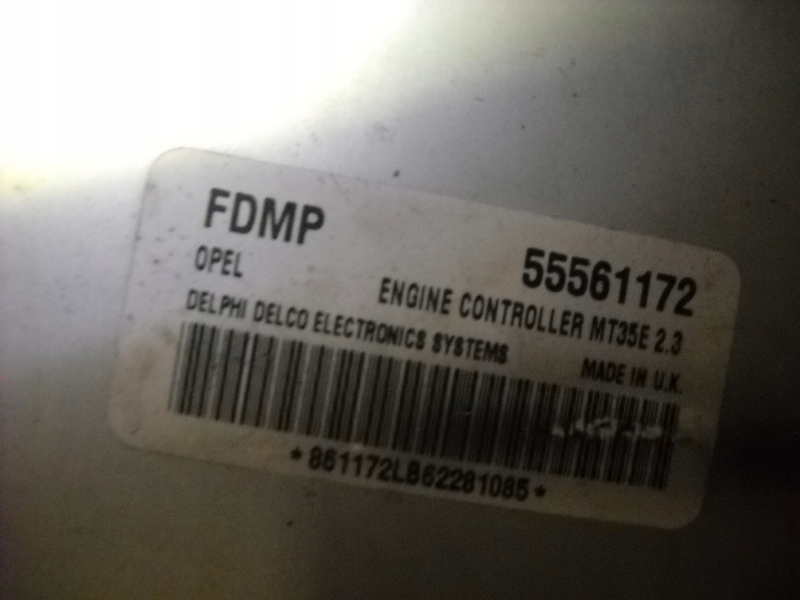 FDMP
55561172
OPEL
ENGINE CONTROLLER MT35E 2.3
DELPHI DELCO ELECTRONICS SYSTEMS
MADE IN U.K.
*861172LB62281085*